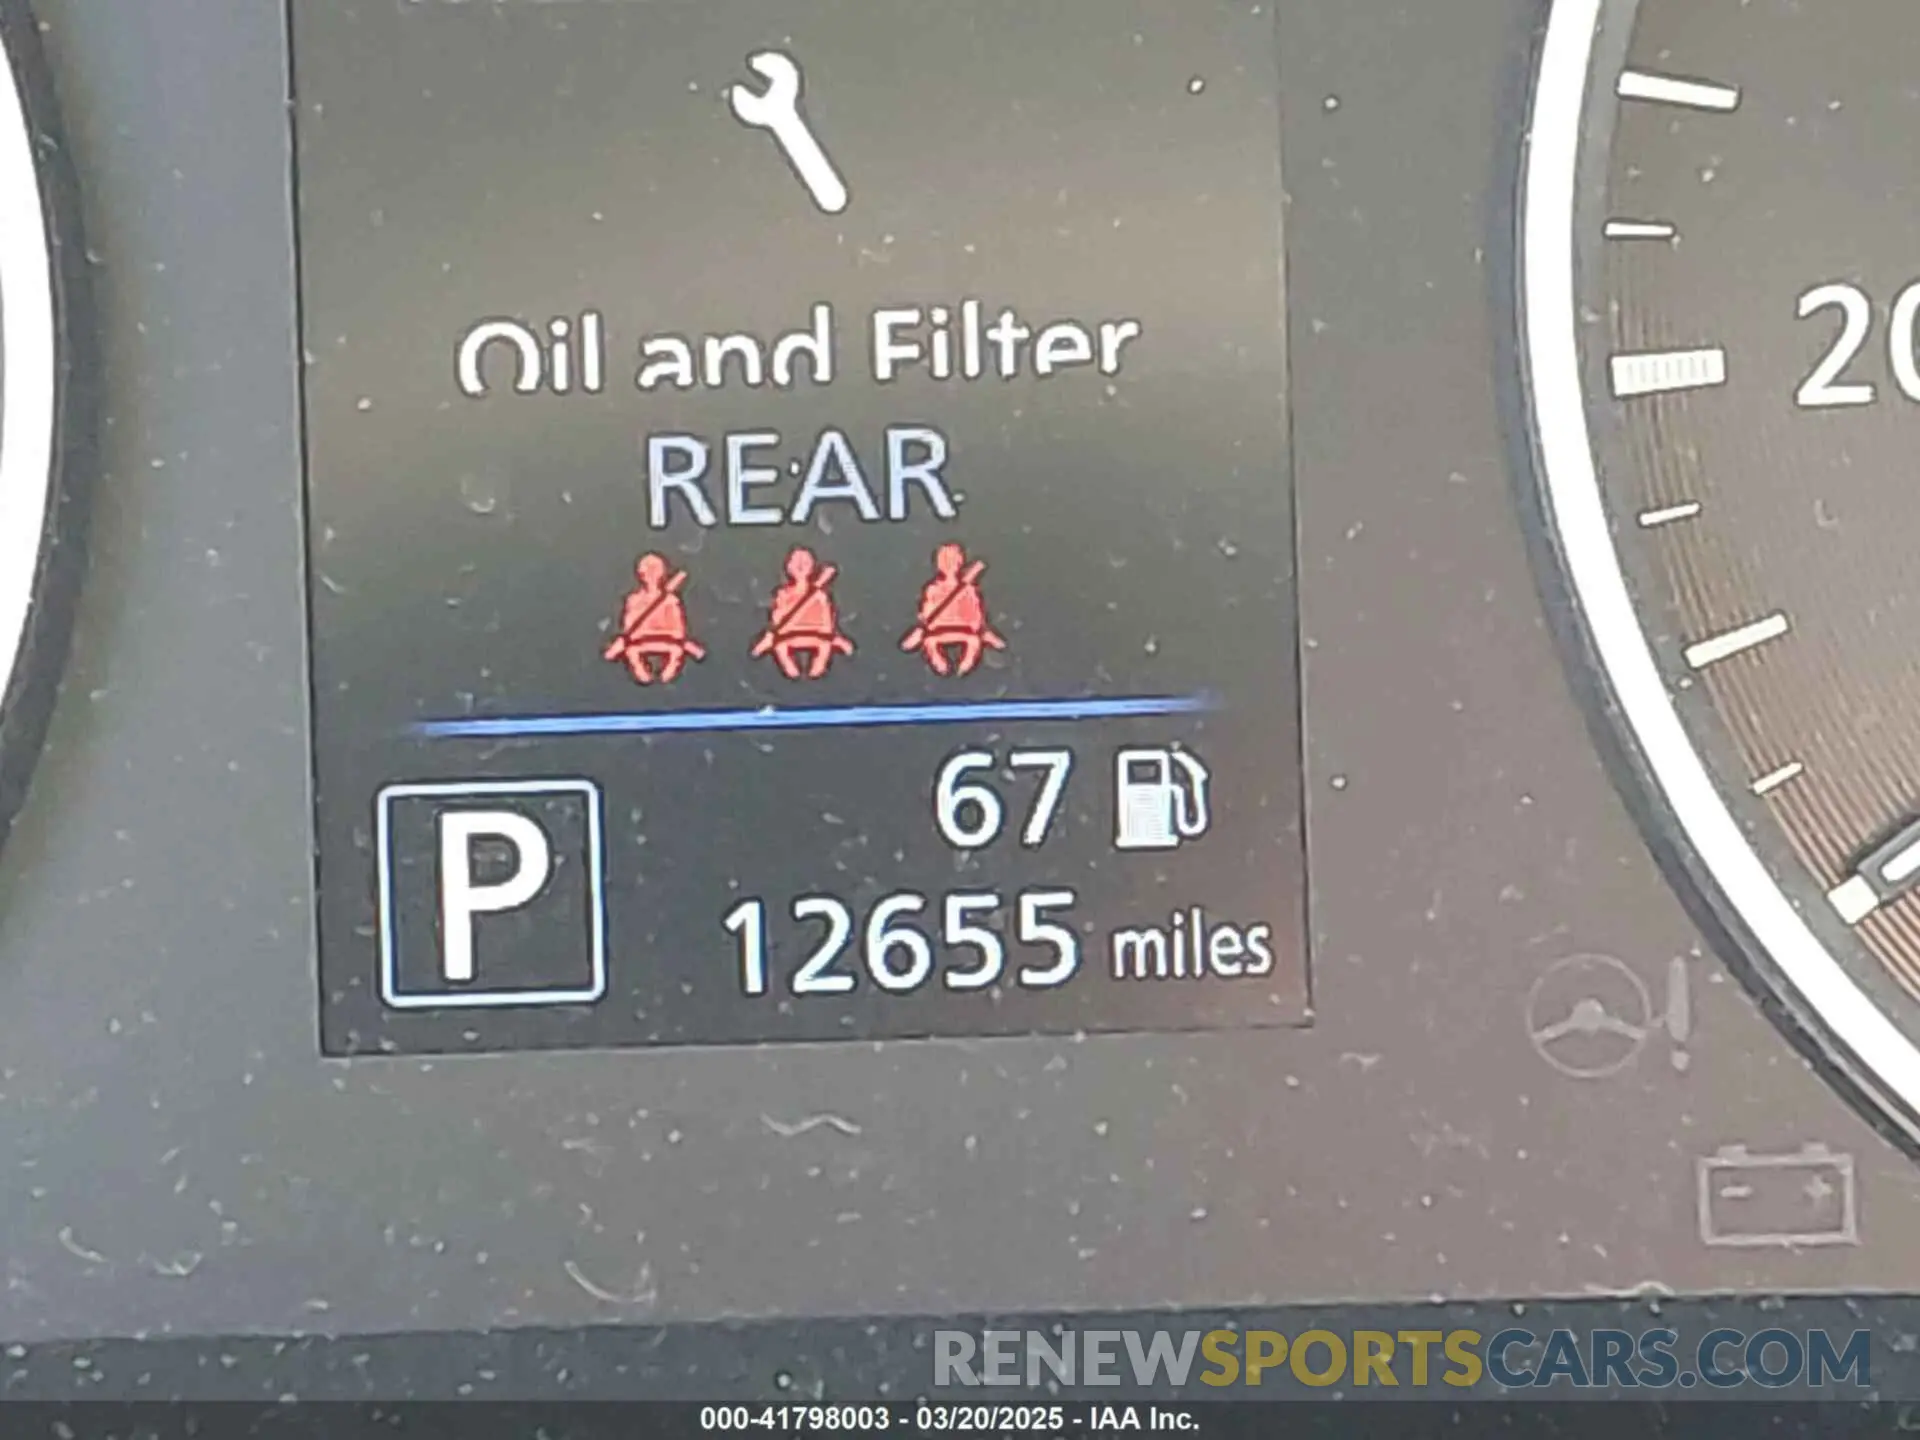 Oil and Filter
REAR
67
P
12655 miles
20
- +
RENEWSPORTSCARS.COM
000-41798003 - 03/20/2025 - IAA Inc.